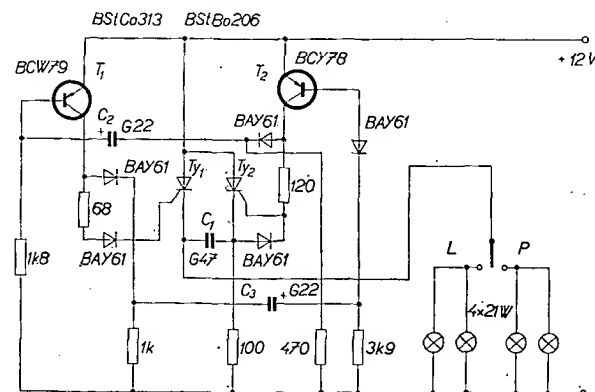 BStCo313 BStBo206
BCW79 T1 T2 BCY78
+ 12 V
C2 + G22 BAY61 BAY61
BAY61 Ty1 Ty2
68 120
BAY61 C1 BAY61
1k8 G47
L P
C3 + G22 4×21W
1k 100 470 3k9